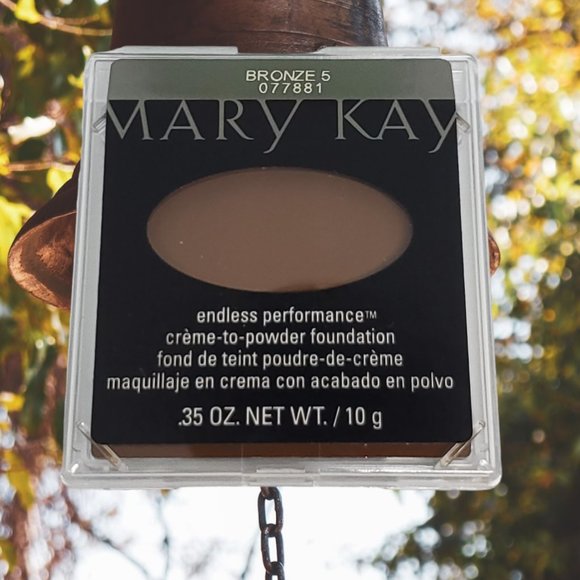 BRONZE 5
077881
MARY KAY
endless performance™
crème-to-powder foundation
fond de teint poudre-de-crème
maquillaje en crema con acabado en polvo
.35 OZ. NET WT. / 10 g